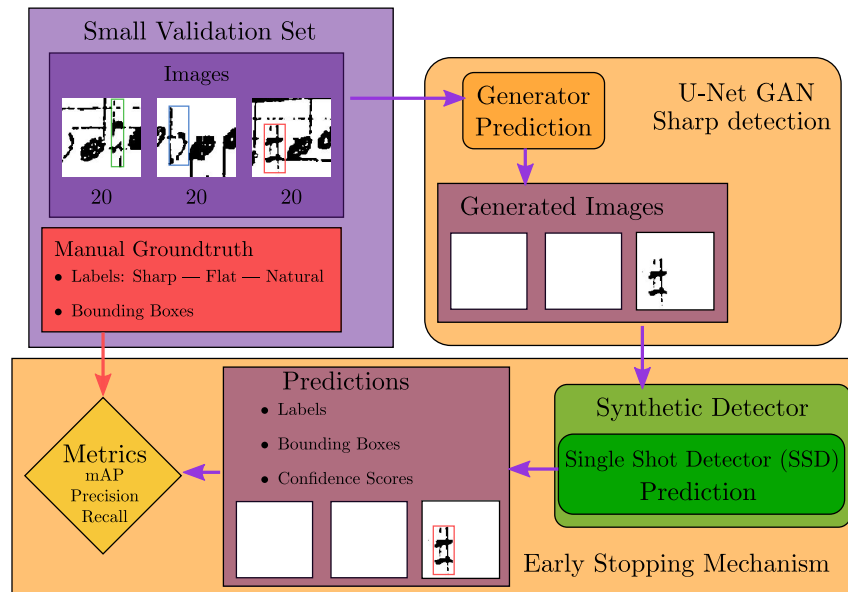 Small Validation Set
Images
20
20
20
Manual Groundtruth
• Labels: Sharp — Flat — Natural
• Bounding Boxes
Generator
Prediction
U-Net GAN
Sharp detection
Generated Images
Predictions
• Labels
• Bounding Boxes
• Confidence Scores
Metrics
mAP
Precision
Recall
Synthetic Detector
Single Shot Detector (SSD)
Prediction
Early Stopping Mechanism